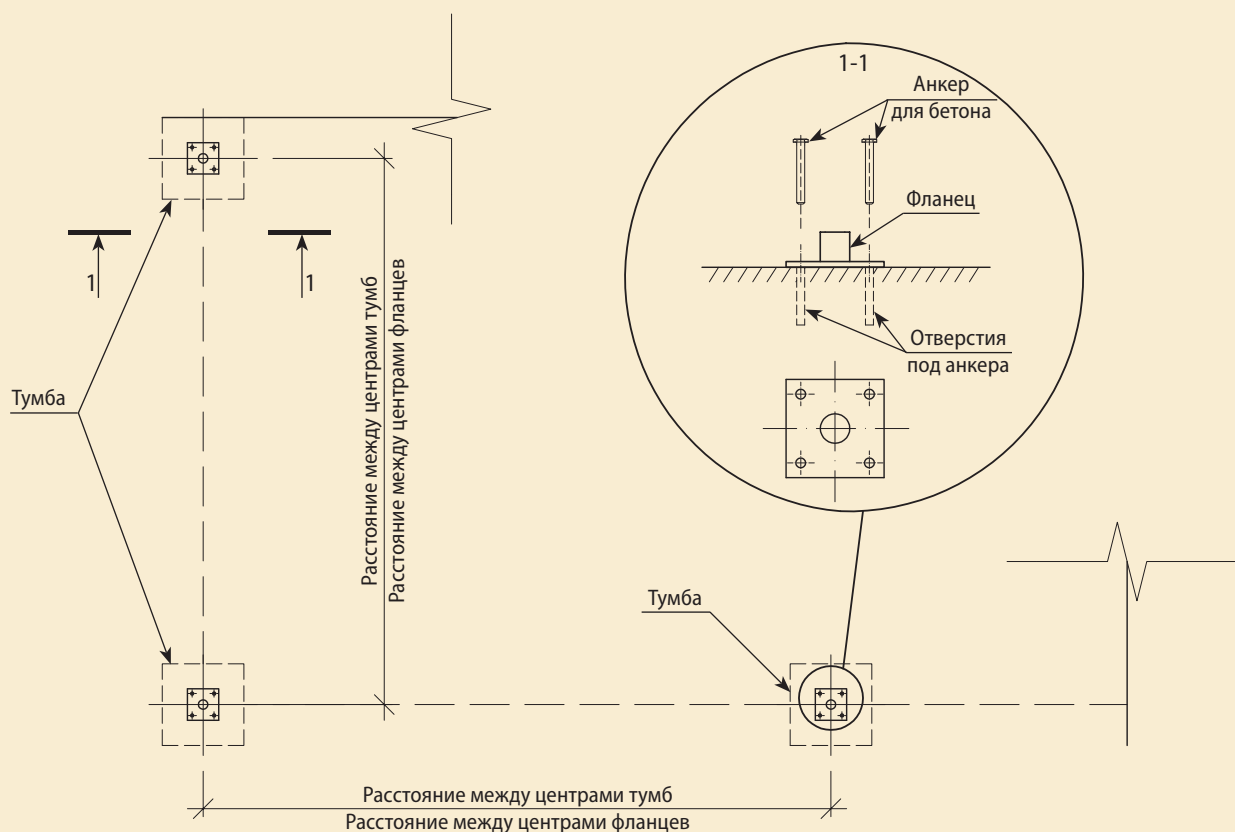 1-1
Анкер
для бетона
Фланец
Отверстия
под анкера
1
1
Тумба
Расстояние между центрами тумб
Расстояние между центрами фланцев
Тумба
Расстояние между центрами тумб
Расстояние между центрами фланцев